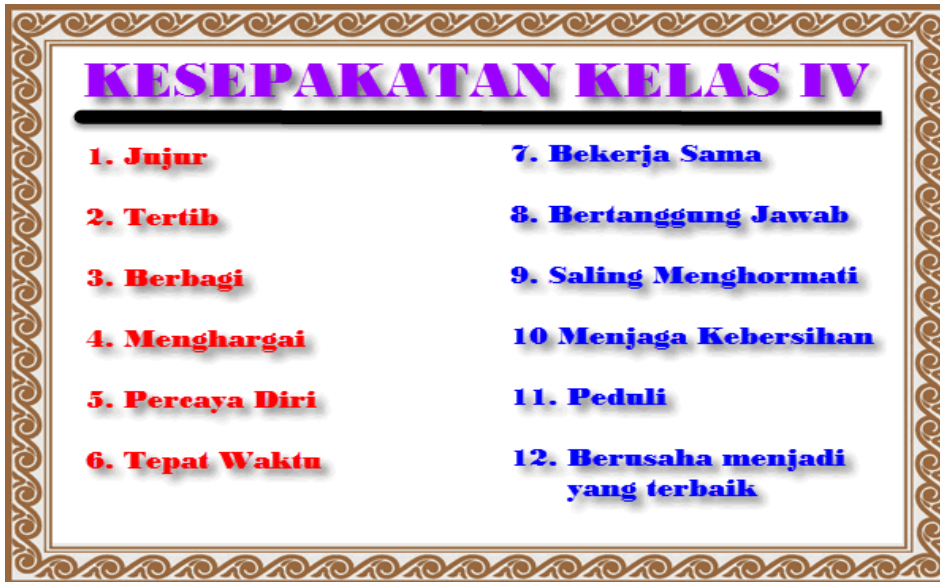 KESEPAKATAN KELAS IV
1. Jujur
2. Tertib
3. Berbagi
4. Menghargai
5. Percaya Diri
6. Tepat Waktu
7. Bekerja Sama
8. Bertanggung Jawab
9. Saling Menghormati
10 Menjaga Kebersihan
11. Peduli
12. Berusaha menjadi
yang terbaik